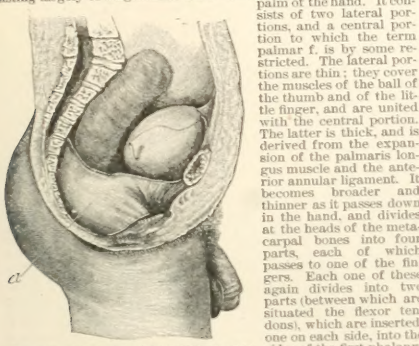 palm of the hand. It con-
sists of two lateral por-
tions, and a central por-
tion to which the term
palmar f. is by some re-
stricted. The lateral por-
tions are thin; they cover
the muscles of the ball of
the thumb and of the lit-
tle finger, and are united
with the central portion.
The latter is thick, and is
derived from the expan-
sion of the palmaris lon-
gus muscle and the ante-
rior annular ligament. It
becomes broader and
thinner as it passes down
in the hand, and divides
at the heads of the meta-
carpal bones into four
parts, each of which
passes to one of the fin-
gers. Each one of these
again divides into two
parts (between which are
situated the flexor ten
dons), which are inserted
one on each side, into the
d